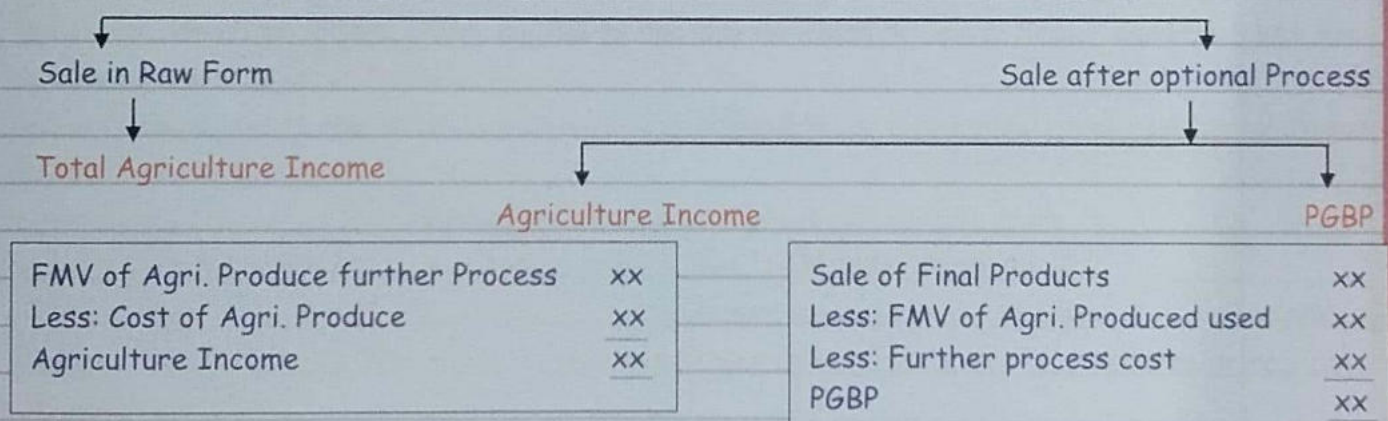 Sale in Raw Form
Sale after optional Process
Total Agriculture Income
Agriculture Income
PGBP
FMV of Agri. Produce further Process xx
Less: Cost of Agri. Produce xx
Agriculture Income xx
Sale of Final Products xx
Less: FMV of Agri. Produced used xx
Less: Further process cost xx
PGBP xx